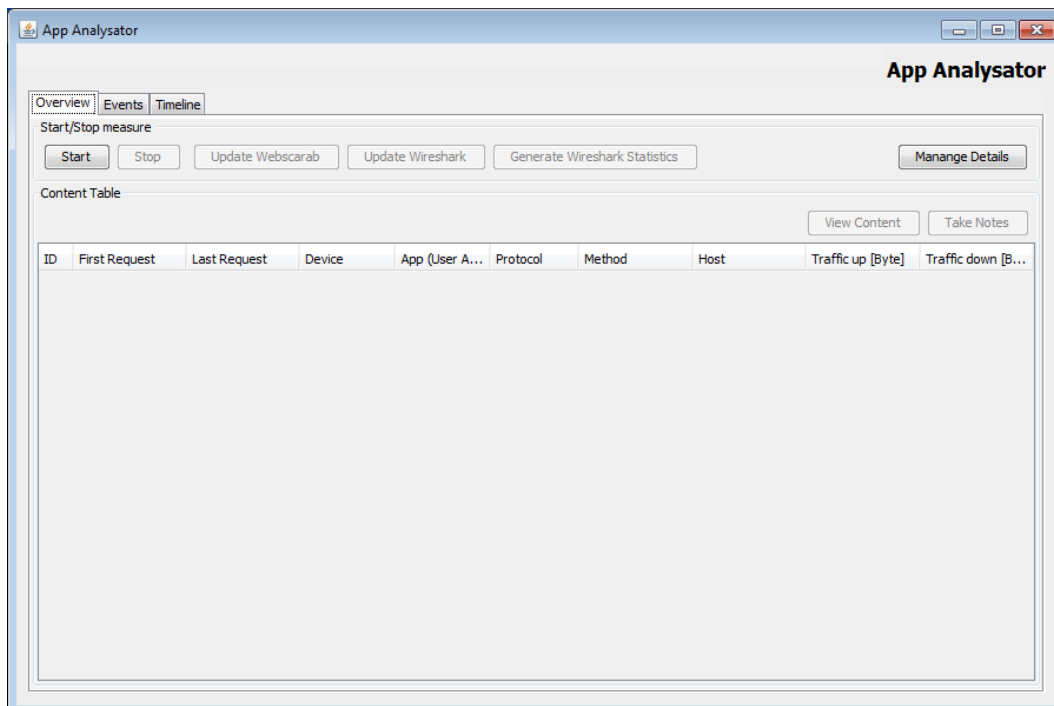 App Analysator
App Analysator
Overview Events Timeline
Start/Stop measure
Start Stop Update Webscarab Update Wireshark Generate Wireshark Statistics Manange Details
Content Table
View Content Take Notes
ID First Request Last Request Device App (User A... Protocol Method Host Traffic up [Byte] Traffic down [B...